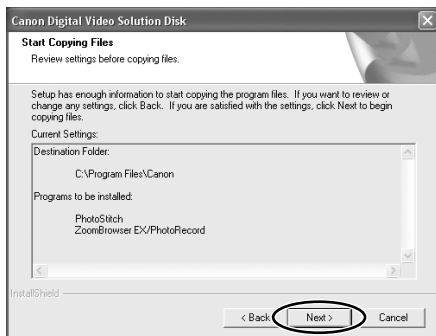 Canon Digital Video Solution Disk
Start Copying Files
Review settings before copying files.
Setup has enough information to start copying the program files. If you want to review or
change any settings, click Back. If you are satisfied with the settings, click Next to begin
copying files.
Current Settings:
Destination Folder:
C:\Program Files\Canon
Programs to be installed:
PhotoStitch
ZoomBrowser EX/PhotoRecord
InstallShield
< Back Next > Cancel